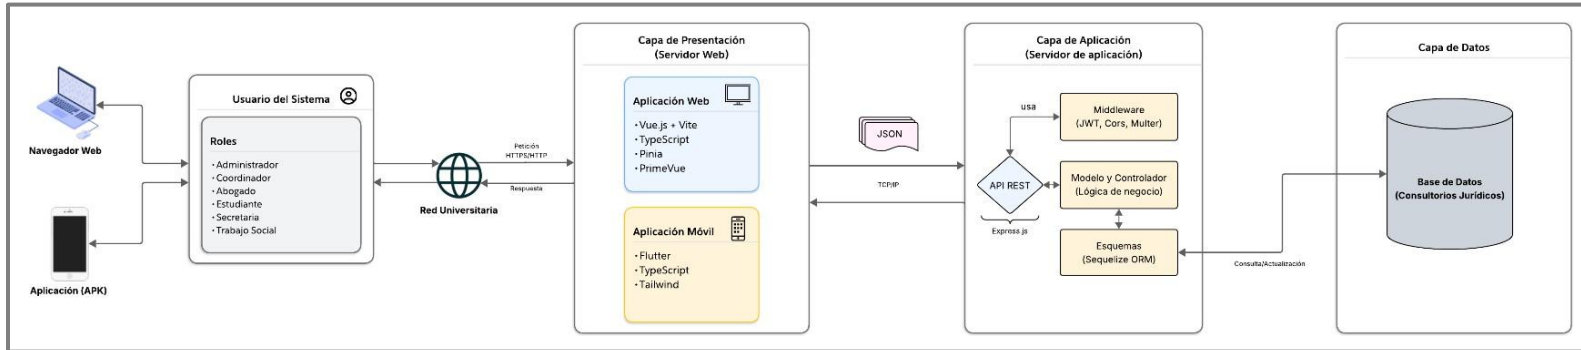 Navegador Web
Aplicación (APK)
Usuario del Sistema
Roles
• Administrador
• Coordinador
• Abogado
• Estudiante
• Secretaria
• Trabajo Social
Red Universitaria
Petición
HTTPS/HTTP
Respuesta
Capa de Presentación
(Servidor Web)
Aplicación Web
• Vue.js + Vite
• TypeScript
• Pinia
• PrimeVue
Aplicación Móvil
• Flutter
• TypeScript
• Tailwind
JSON
TCP/IP
Capa de Aplicación
(Servidor de aplicación)
usa
Middleware
(JWT, Cors, Multer)
API REST
Express.js
Modelo y Controlador
(Lógica de negocio)
Esquemas
(Sequelize ORM)
Consulta/Actualización
Capa de Datos
Base de Datos
(Consultorios Jurídicos)